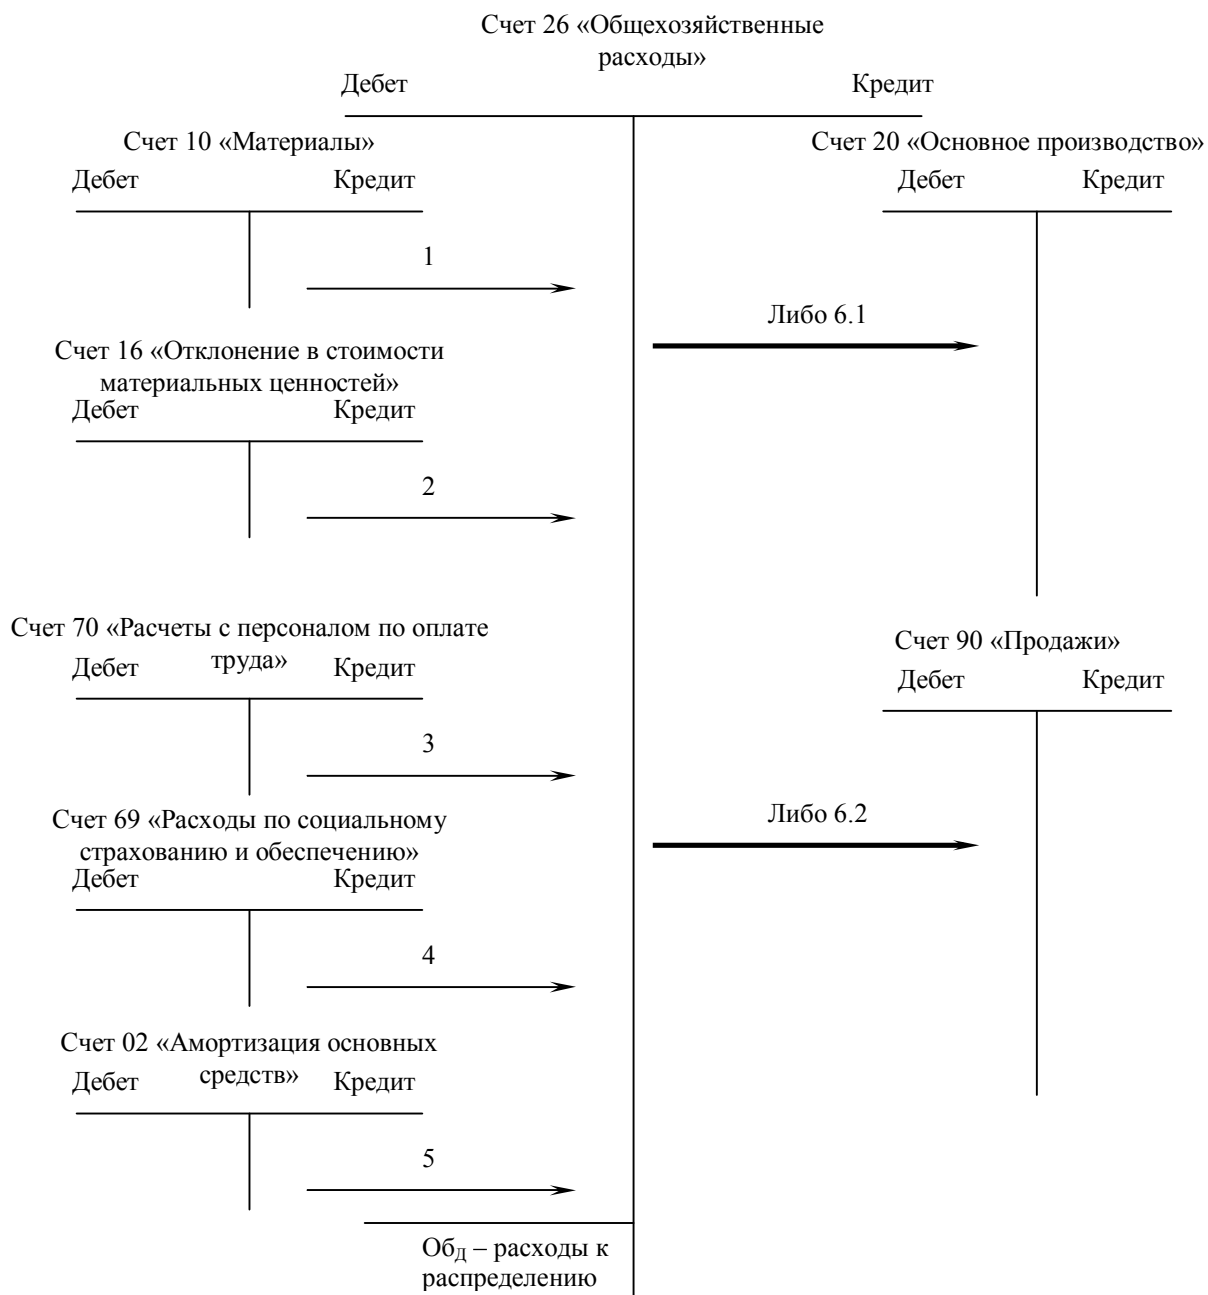 Счет 26 «Общехозяйственные
расходы»
Дебет Кредит
Счет 10 «Материалы»
Дебет Кредит
1
Счет 16 «Отклонение в стоимости
материальных ценностей»
Дебет Кредит
2
Счет 70 «Расчеты с персоналом по оплате
труда»
Дебет Кредит
3
Счет 69 «Расходы по социальному
страхованию и обеспечению»
Дебет Кредит
4
Счет 02 «Амортизация основных
средств»
Дебет Кредит
5
ОбД – расходы к
распределению
Счет 20 «Основное производство»
Дебет Кредит
Либо 6.1
Счет 90 «Продажи»
Дебет Кредит
Либо 6.2